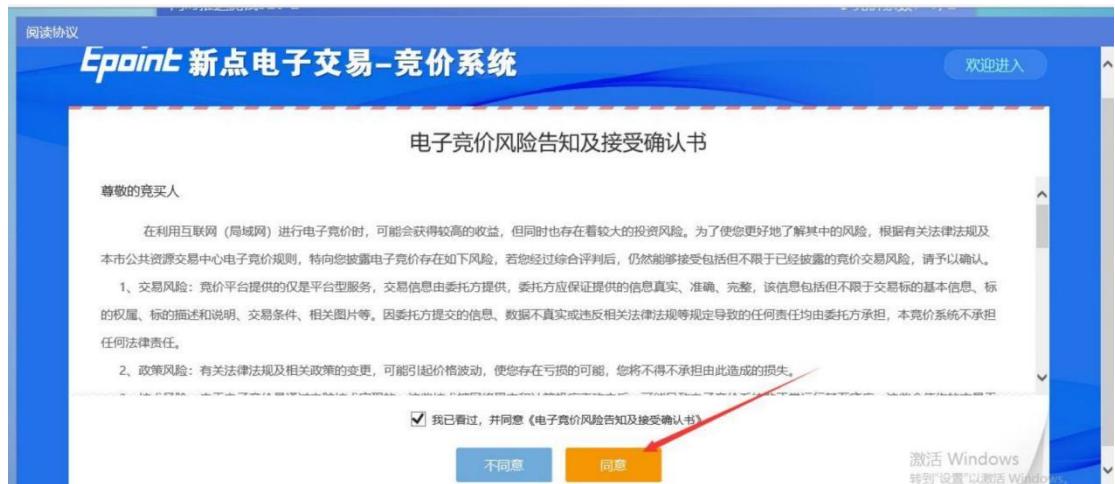 阅读协议
Epoint 新点电子交易-竞价系统
欢迎进入
电子竞价风险告知及接受确认书
尊敬的竞买人
在利用互联网（局域网）进行电子竞价时，可能会获得较高的收益，但同时也存在着较大的投资风险。为了使您更好地了解其中的风险，根据有关法律法规及
本市公共资源交易中心电子竞价规则，特向您披露电子竞价存在如下风险，若您经过综合评判后，仍然能够接受包括但不限于已经披露的竞价交易风险，请予以确认。
1、交易风险：竞价平台提供的仅是平台型服务，交易信息由委托方提供，委托方应保证提供的信息真实、准确、完整，该信息包括但不限于交易标的基本信息、标
的权属、标的描述和说明、交易条件、相关图片等。因委托方提交的信息、数据不真实或违反相关法律法规等规定导致的任何责任均由委托方承担，本竞价系统不承担
任何法律责任。
2、政策风险：有关法律法规及相关政策的变更，可能引起价格波动，使您存在亏损的可能，您将不得不承担由此造成的损失。
我已看过，并同意《电子竞价风险告知及接受确认书》
不同意
同意
激活 Windows
转到"设置"以激活 Windows。